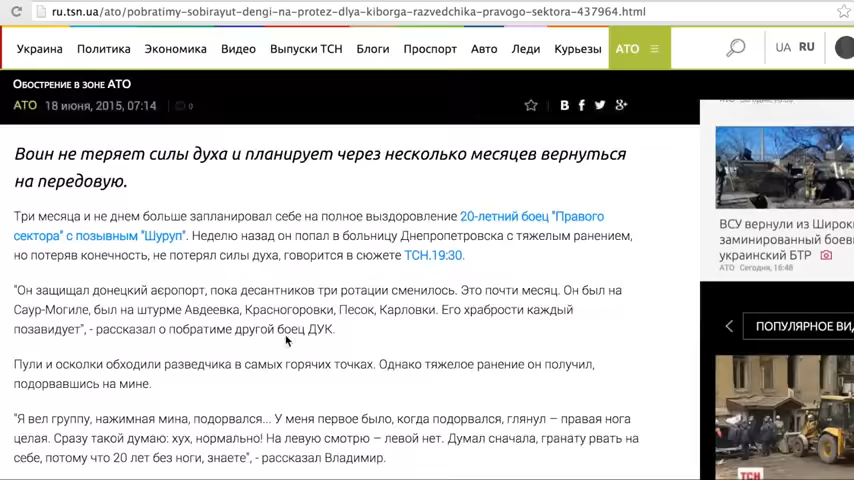 ru.tsn.ua/ato/pobratimy-sobirayut-dengi-na-protez-dlya-kiborga-razvedchika-pravogo-sektora-437964.html
Украина Политика Экономика Видео Выпуски ТСН Блоги Проспорт Авто Леди Курьезы АТО UA RU
Обострение в зоне АТО
АТО 18 июня, 2015, 07:14 0
Воин не теряет силы духа и планирует через несколько месяцев вернуться
на передовую.
Три месяца и не днем больше запланировал себе на полное выздоровление 20-летний боец "Правого
сектора" с позывным "Шуруп". Неделю назад он попал в больницу Днепропетровска с тяжелым ранением,
но потеряв конечность, не потерял силы духа, говорится в сюжете ТСН.19:30.
"Он защищал донецкий аэропорт, пока десантников три ротации сменилось. Это почти месяц. Он был на
Саур-Могиле, был на штурме Авдеевка, Красногоровки, Песок, Карловки. Его храбрости каждый
позавидует", - рассказал о побратиме другой боец ДУК.
Пули и осколки обходили разведчика в самых горячих точках. Однако тяжелое ранение он получил,
подорвавшись на мине.
"Я вел группу, нажимная мина, подорвался... У меня первое было, когда подорвался, глянул – правая нога
целая. Сразу такой думаю: хух, нормально! На левую смотрю – левой нет. Думал сначала, гранату рвать на
себе, потому что 20 лет без ноги, знаете", - рассказал Владимир.
ВСУ вернули из Широки
заминированный боеви
украинский БТР
АТО Сегодня, 16:48
ПОПУЛЯРНОЕ ВИД
ТСН